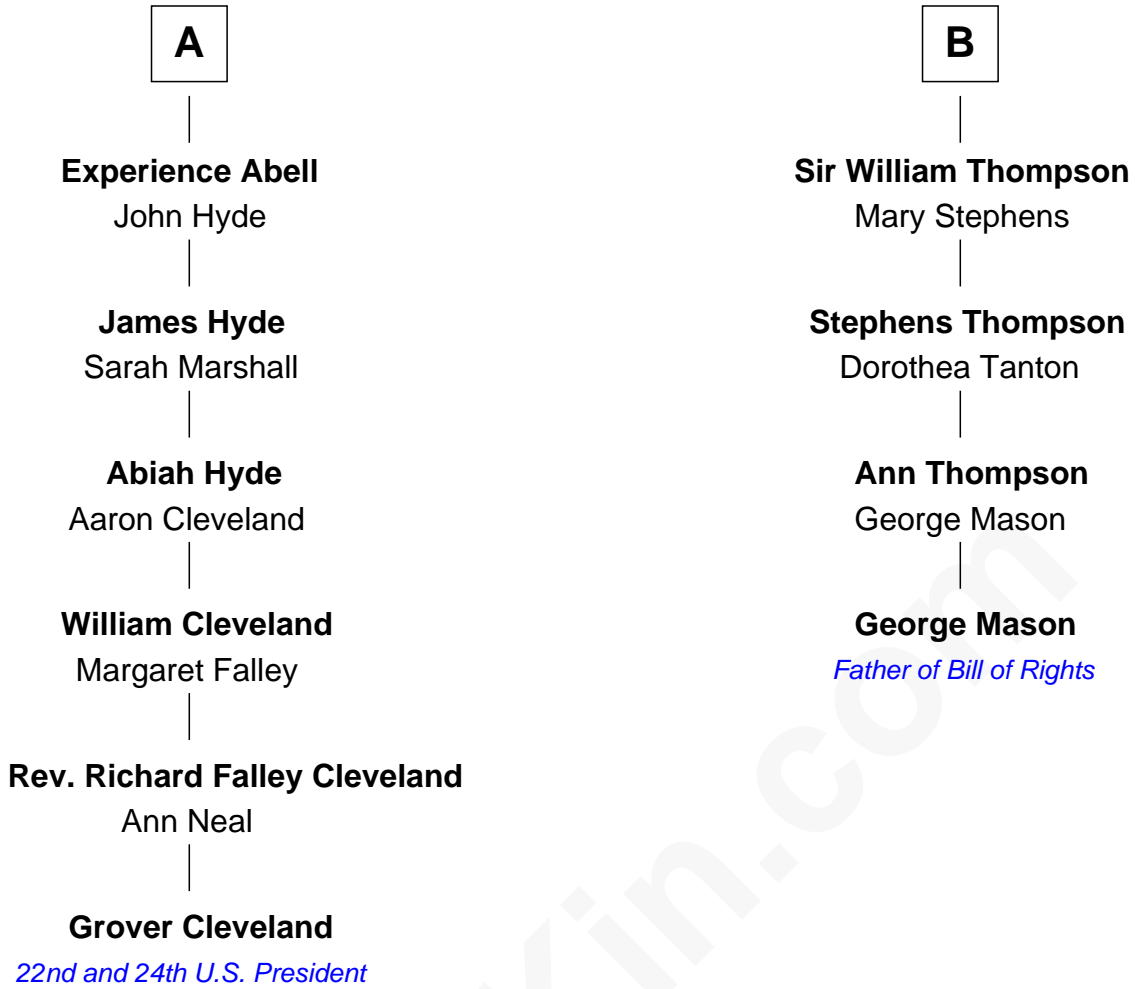 A
Experience Abell
John Hyde
James Hyde
Sarah Marshall
Abiah Hyde
Aaron Cleveland
William Cleveland
Margaret Falley
Rev. Richard Falley Cleveland
Ann Neal
Grover Cleveland
22nd and 24th U.S. President
B
Sir William Thompson
Mary Stephens
Stephens Thompson
Dorothea Tanton
Ann Thompson
George Mason
George Mason
Father of Bill of Rights
Kin.com